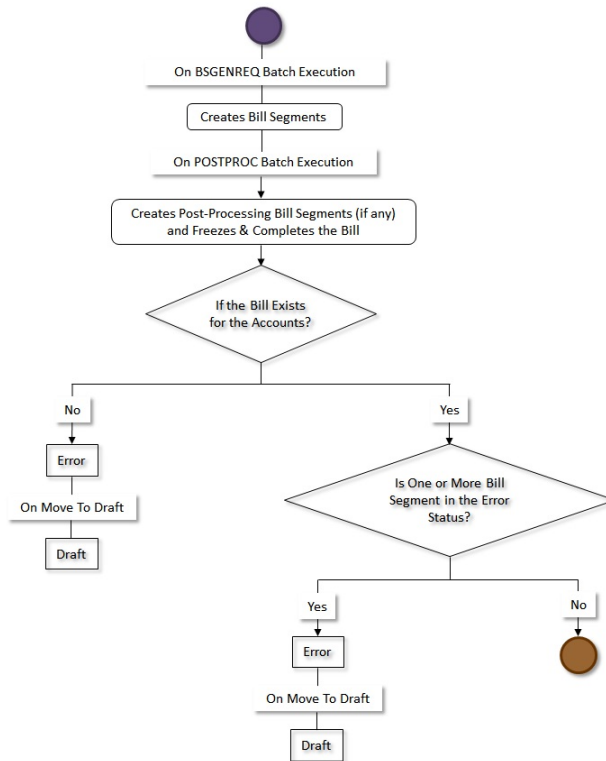 On BSGENREQ Batch Execution
Creates Bill Segments
On POSTPROC Batch Execution
Creates Post-Processing Bill Segments (if any)
and Freezes & Completes the Bill
If the Bill Exists
for the Accounts?
No
Yes
Error
Is One or More Bill
Segment in the Error
Status?
On Move To Draft
Draft
Yes
No
Error
On Move To Draft
Draft